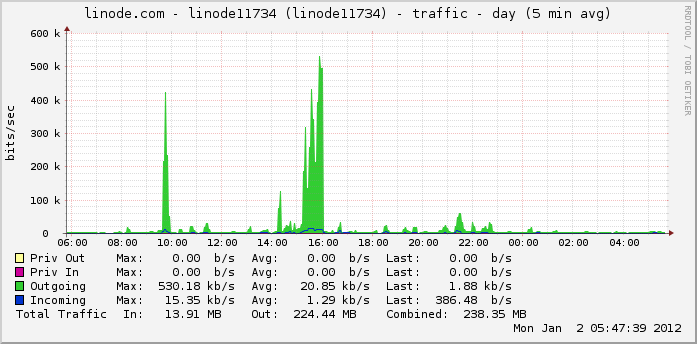 linode.com - linode11734 (linode11734) - traffic - day (5 min avg)
RRDTOOL / TOBI OETIKER
bits/sec
600 k
500 k
400 k
300 k
200 k
100 k
0
06:00 08:00 10:00 12:00 14:00 16:00 18:00 20:00 22:00 00:00 02:00 04:00
Priv Out Max: 0.00 b/s Avg: 0.00 b/s Last: 0.00 b/s
Priv In Max: 0.00 b/s Avg: 0.00 b/s Last: 0.00 b/s
Outgoing Max: 530.18 kb/s Avg: 20.85 kb/s Last: 1.88 kb/s
Incoming Max: 15.35 kb/s Avg: 1.29 kb/s Last: 386.48 b/s
Total Traffic In: 13.91 MB Out: 224.44 MB Combined: 238.35 MB
Mon Jan 2 05:47:39 2012